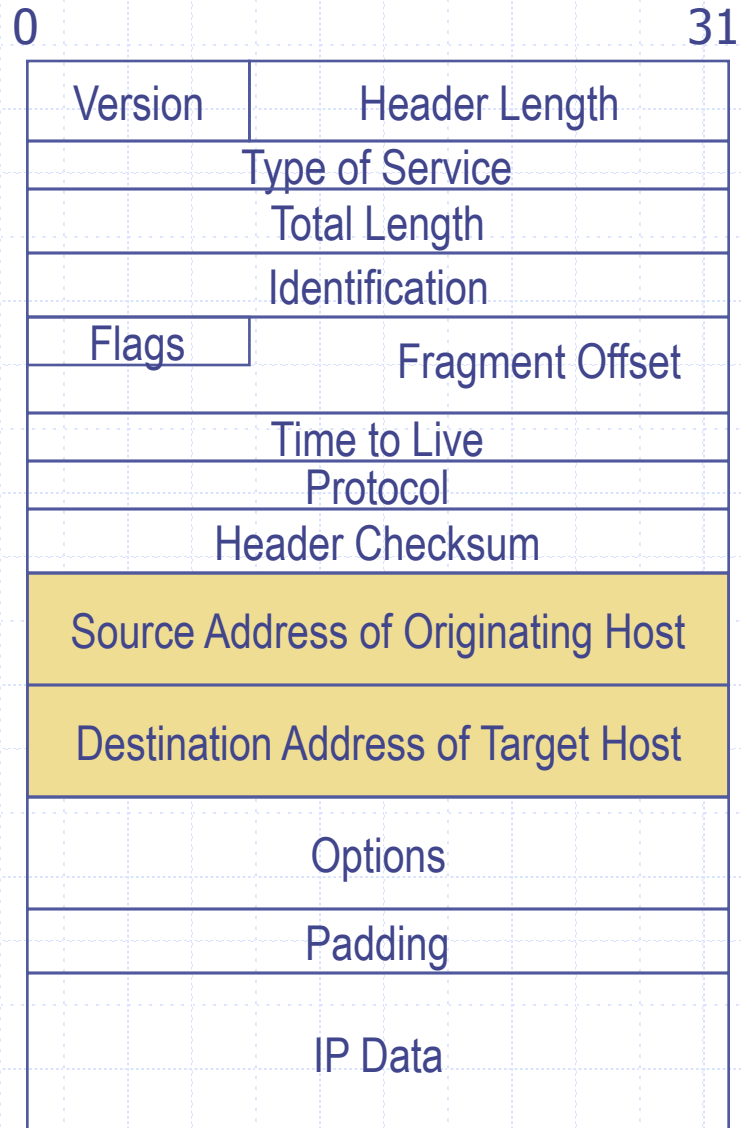 0 31
Version Header Length
Type of Service
Total Length
Identification
Flags Fragment Offset
Time to Live
Protocol
Header Checksum
Source Address of Originating Host
Destination Address of Target Host
Options
Padding
IP Data